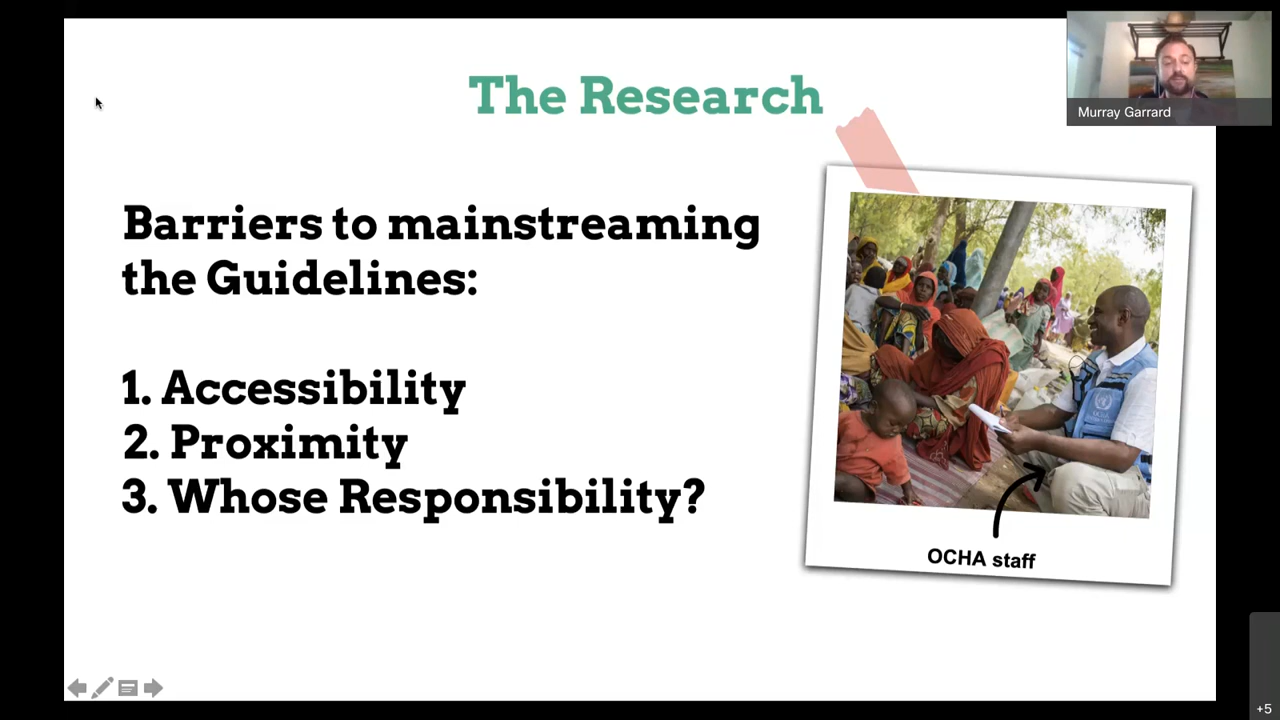 The Research
Murray Garrard
Barriers to mainstreaming
the Guidelines:
1. Accessibility
2. Proximity
3. Whose Responsibility?
OCHA
OCHA staff
+5